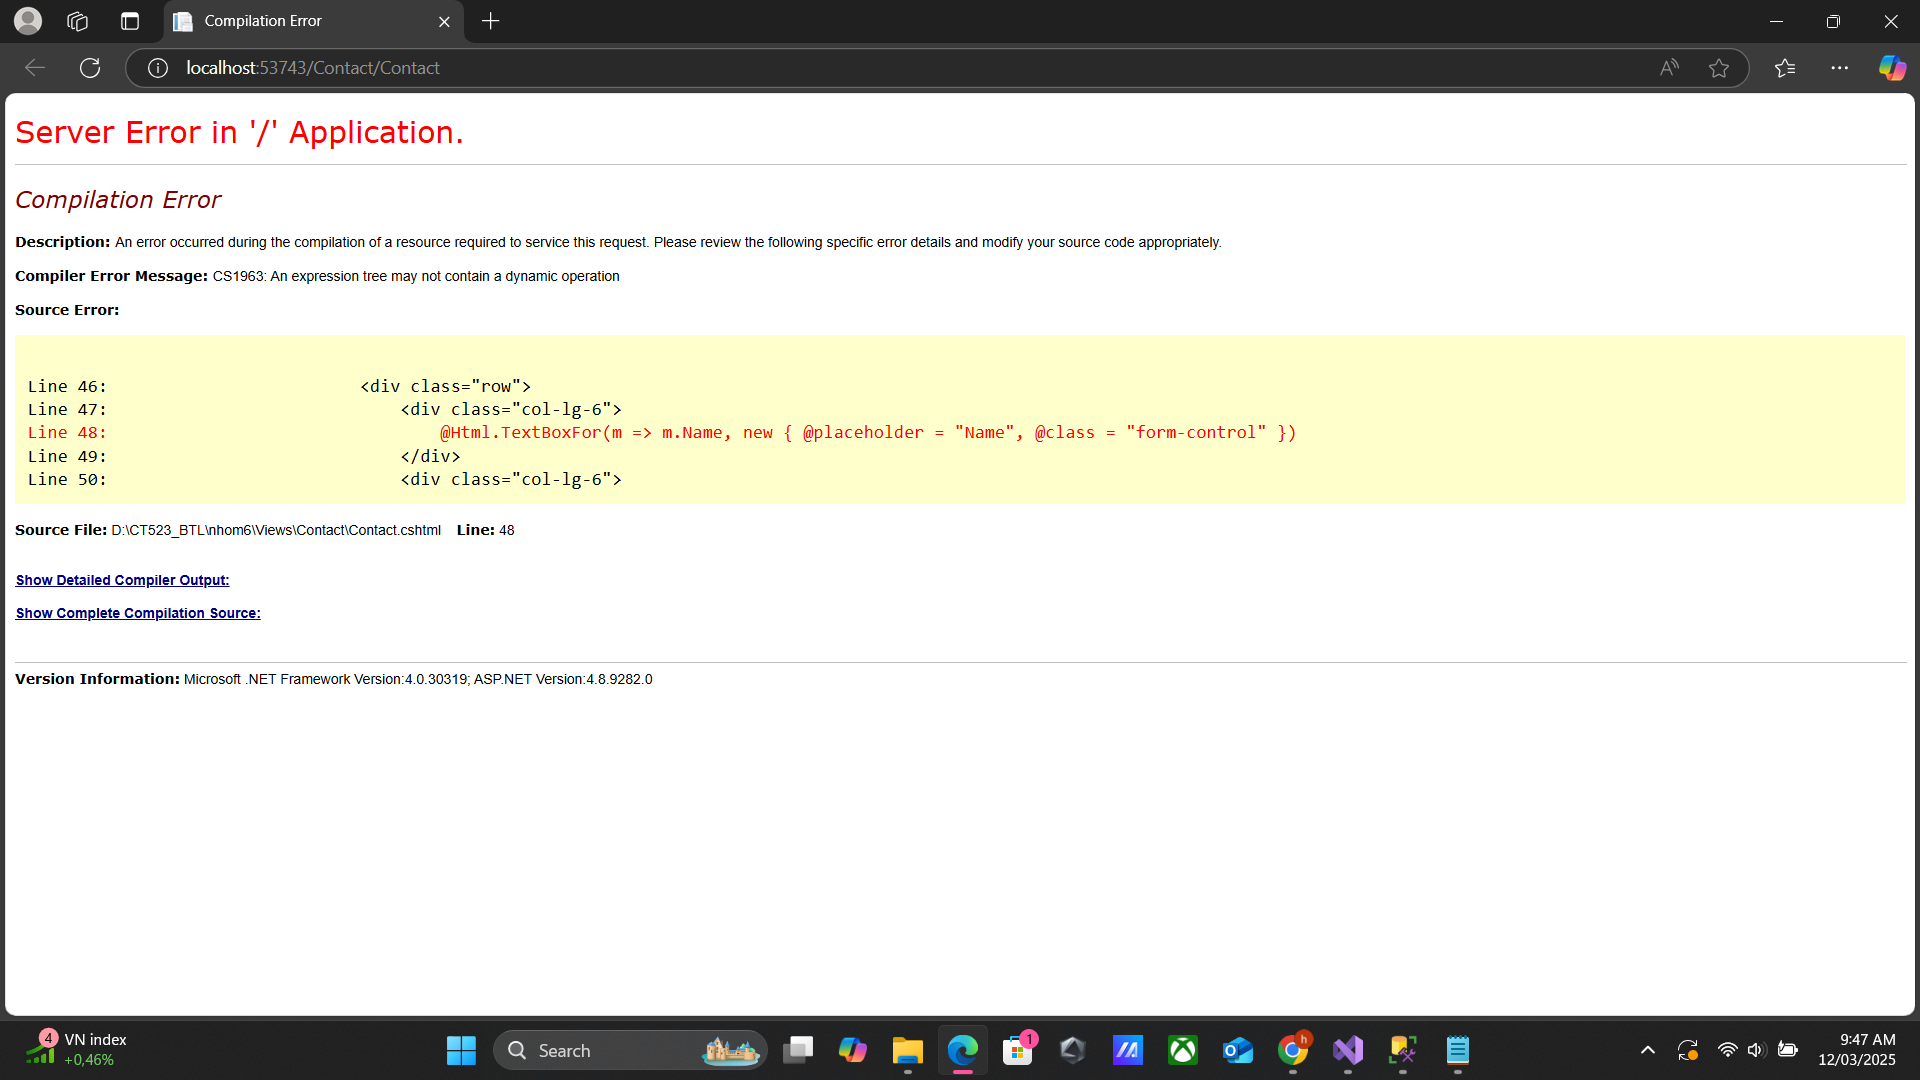 Compilation Error
localhost:53743/Contact/Contact
Server Error in '/' Application.
Compilation Error
Description: An error occurred during the compilation of a resource required to service this request. Please review the following specific error details and modify your source code appropriately.
Compiler Error Message: CS1963: An expression tree may not contain a dynamic operation
Source Error:
Line 46:                         <div class="row">
Line 47:                             <div class="col-lg-6">
Line 48:                                 @Html.TextBoxFor(m => m.Name, new { @placeholder = "Name", @class = "form-control" })
Line 49:                             </div>
Line 50:                             <div class="col-lg-6">
Source File: D:\CT523_BTL\nhom6\Views\Contact\Contact.cshtml    Line: 48
Show Detailed Compiler Output:
Show Complete Compilation Source:
Version Information: Microsoft .NET Framework Version:4.0.30319; ASP.NET Version:4.8.9282.0
4
VN index
+0,46%
Search
1
h
9:47 AM
12/03/2025